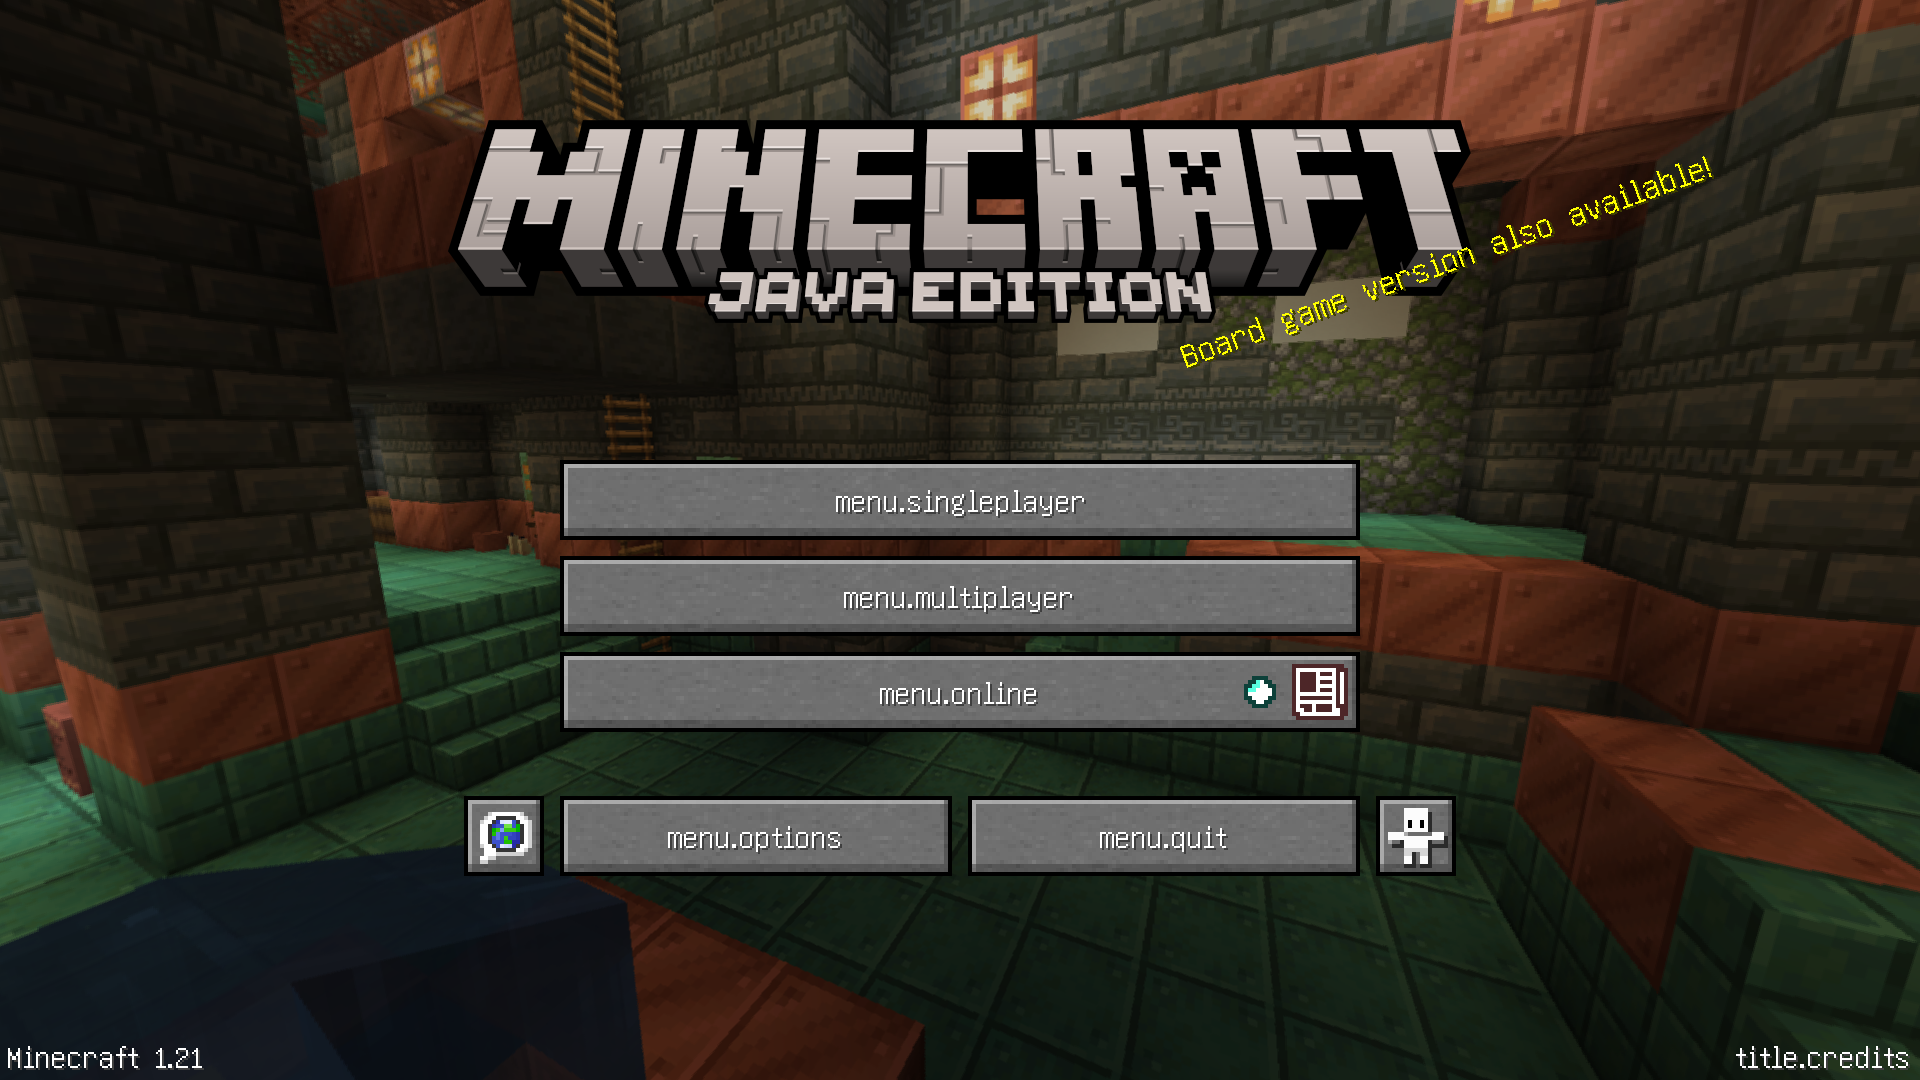 MINECRAFT
JAVA EDITION
Board game version also available!
menu.singleplayer
menu.multiplayer
menu.online
menu.options
menu.quit
Minecraft 1.21
title.credits